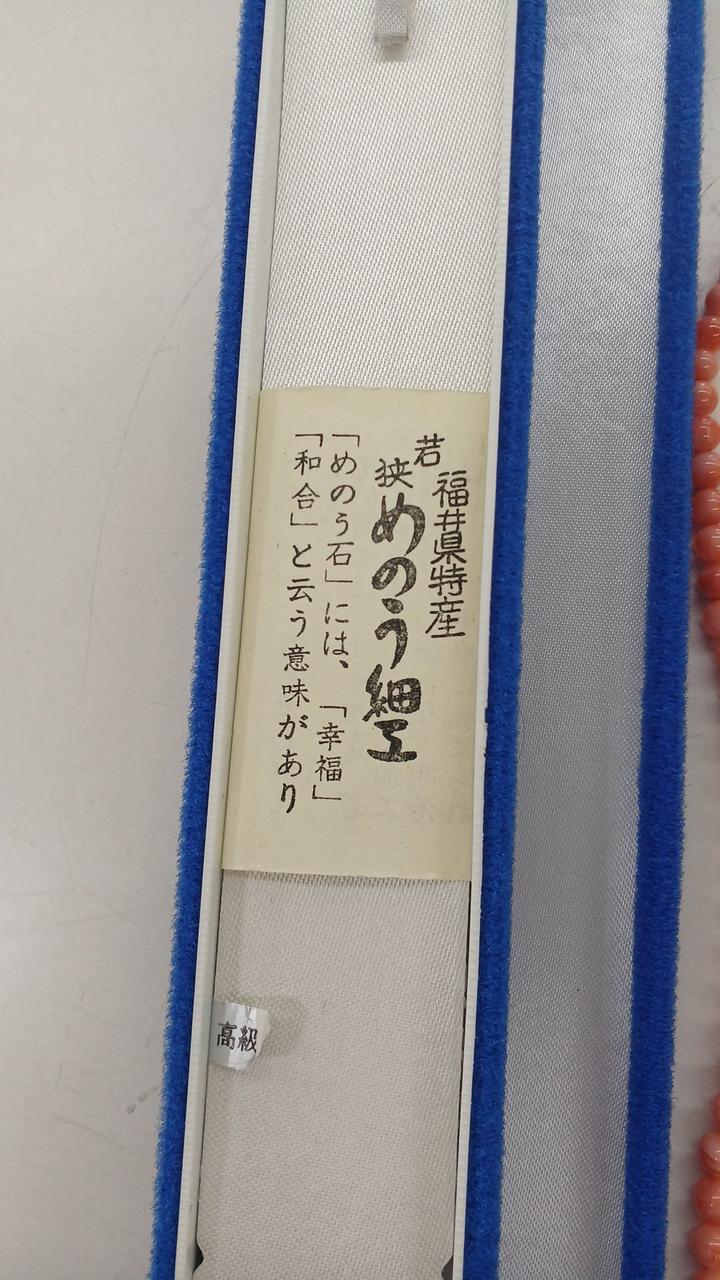 福井県特産
若狭めのう細工
「めのう石」には、「幸福」
「和合」と云う意味があり
高級